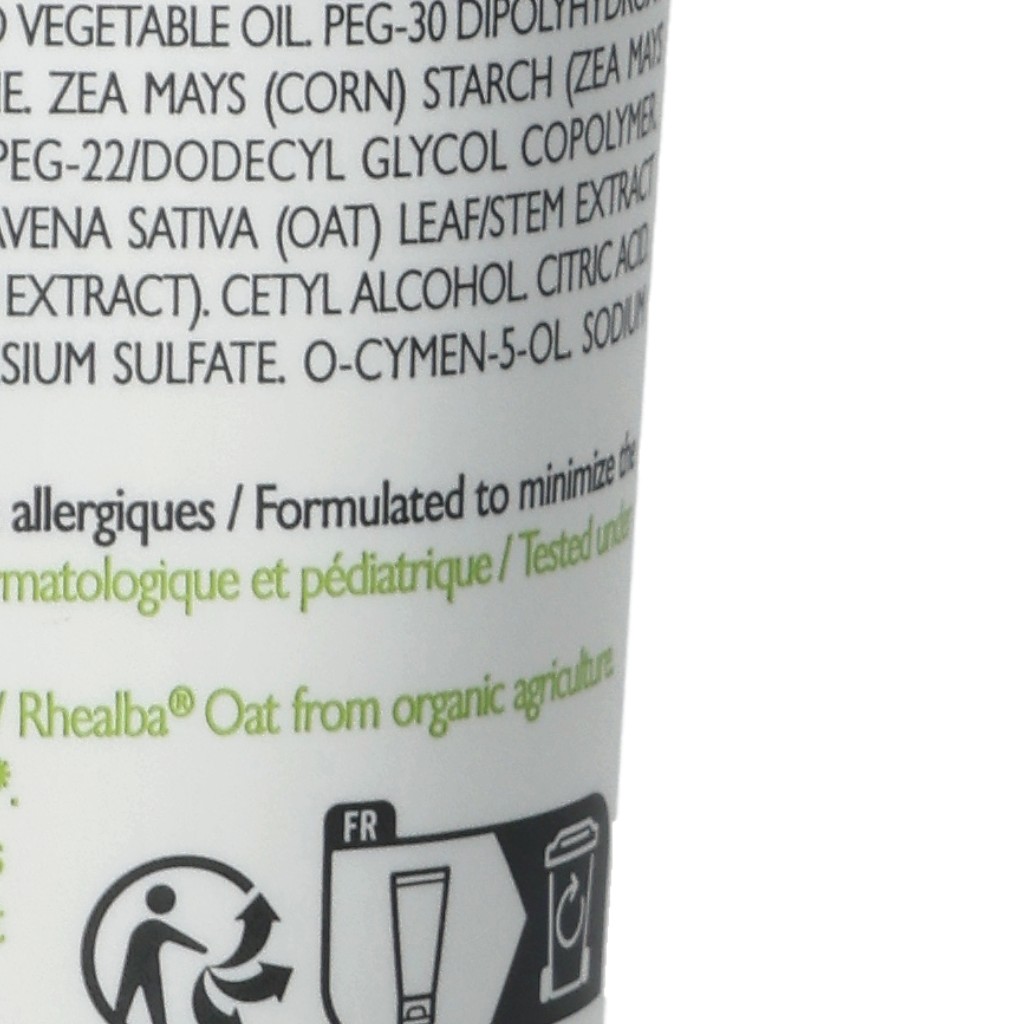 VEGETABLE OIL. PEG-30
E. ZEA MAYS (CORN) STARCH (ZEA MAYS
PEG-22/DODECYL GLYCOL COPOLYMER.
AVENA SATIVA (OAT) LEAF/STEM EXTRACT
EXTRACT). CETYL ALCOHOL. CITRIC ACID.
SIUM SULFATE. O-CYMEN-5-OL. SODIUM
allergiques / Formulated to minimize the
rmatologique et pédiatrique / Tested under
/ Rhealba® Oat from organic agriculture
*.
FR